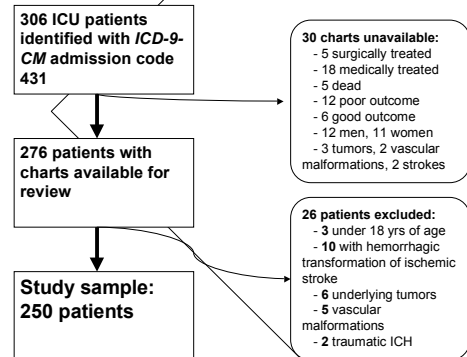 306 ICU patients
identified with ICD-9-
CM admission code
431
30 charts unavailable:
- 5 surgically treated
- 18 medically treated
- 5 dead
- 12 poor outcome
- 6 good outcome
- 12 men, 11 women
- 3 tumors, 2 vascular
malformations, 2 strokes
276 patients with
charts available for
review
26 patients excluded:
- 3 under 18 yrs of age
- 10 with hemorrhagic
transformation of ischemic
stroke
- 6 underlying tumors
- 5 vascular
malformations
- 2 traumatic ICH
Study sample:
250 patients